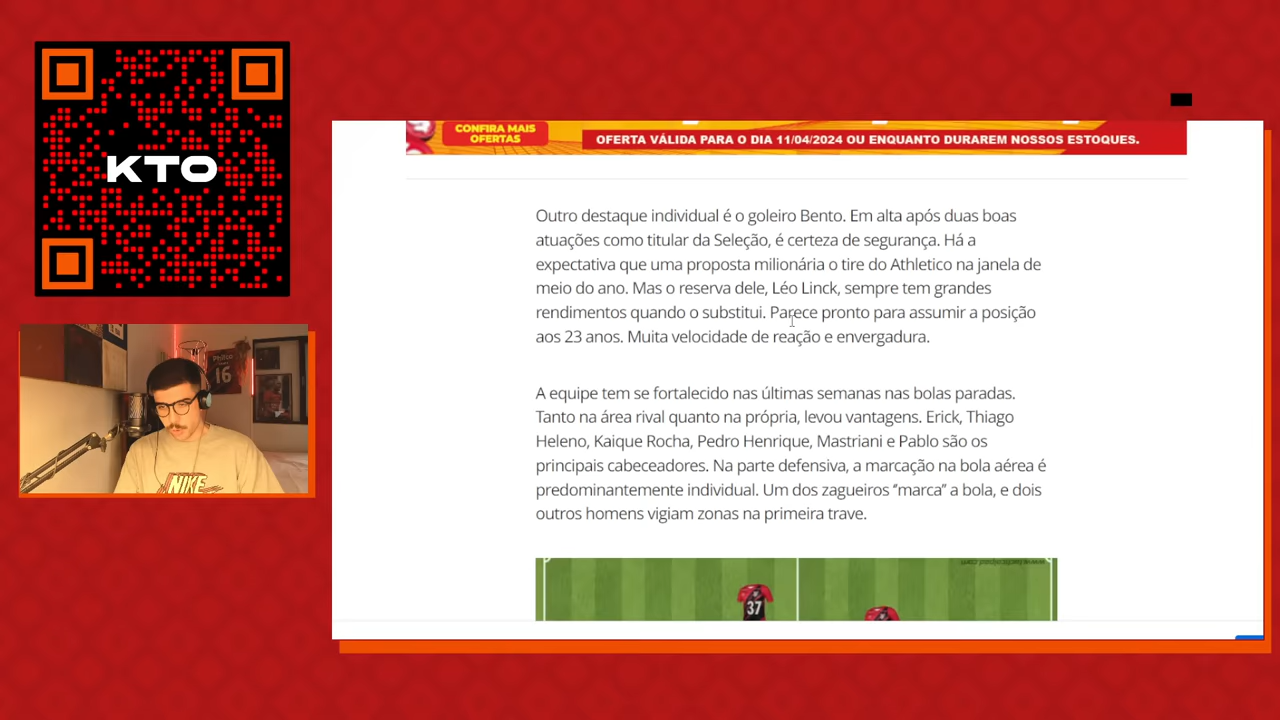 KTO
CONFIRA MAIS
OFERTAS
OFERTA VÁLIDA PARA O DIA 11/04/2024 OU ENQUANTO DURAREM NOSSOS ESTOQUES.
Outro destaque individual é o goleiro Bento. Em alta após duas boas
atuações como titular da Seleção, é certeza de segurança. Há a
expectativa que uma proposta milionária o tire do Athletico na janela de
meio do ano. Mas o reserva dele, Léo Linck, sempre tem grandes
rendimentos quando o substitui. Parece pronto para assumir a posição
aos 23 anos. Muita velocidade de reação e envergadura.
A equipe tem se fortalecido nas últimas semanas nas bolas paradas.
Tanto na área rival quanto na própria, levou vantagens. Erick, Thiago
Heleno, Kaique Rocha, Pedro Henrique, Mastriani e Pablo são os
principais cabeceadores. Na parte defensiva, a marcação na bola aérea é
predominantemente individual. Um dos zagueiros “marca” a bola, e dois
outros homens vigiam zonas na primeira trave.
37
16
NIKE